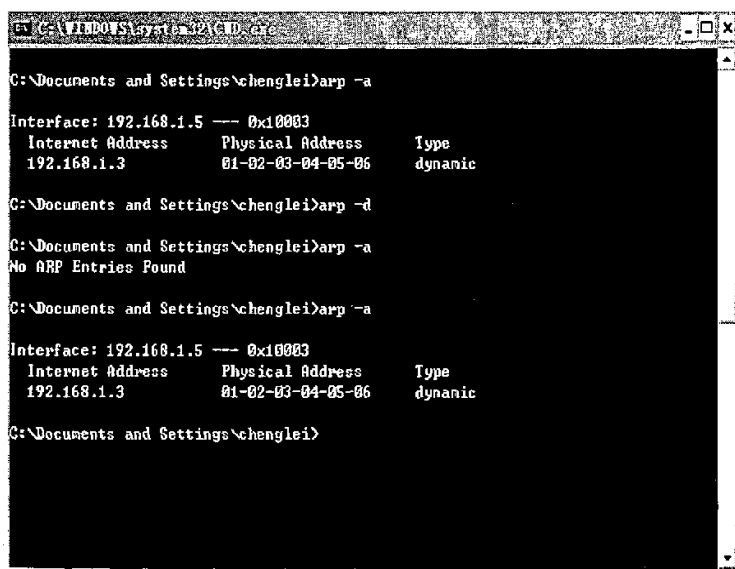 C:\WINDOWS\system32\CMD.exe
C:\Documents and Settings\chenglei>arp -a
Interface: 192.168.1.5 --- 0x10003
Internet Address Physical Address Type
192.168.1.3 01-02-03-04-05-06 dynamic
C:\Documents and Settings\chenglei>arp -d
C:\Documents and Settings\chenglei>arp -a
No ARP Entries Found
C:\Documents and Settings\chenglei>arp -a
Interface: 192.168.1.5 --- 0x10003
Internet Address Physical Address Type
192.168.1.3 01-02-03-04-05-06 dynamic
C:\Documents and Settings\chenglei>